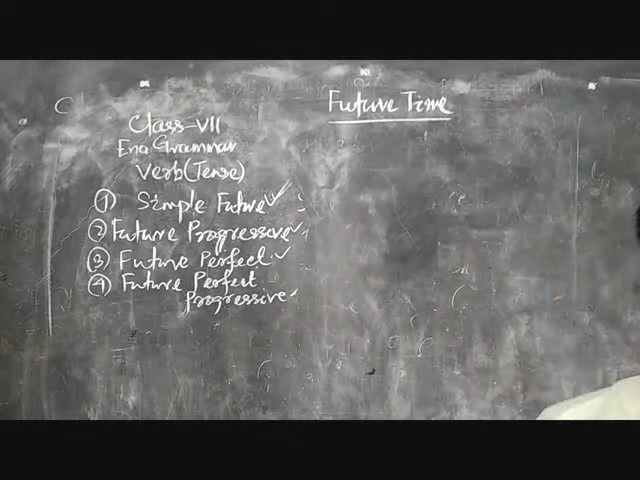 Future Time
Class-VII
Eng Grammar
Verb(Tense)
① Simple Future ✓
② Future Progressive ✓
③ Future Perfect ✓
④ Future Perfect
Progressive ✓